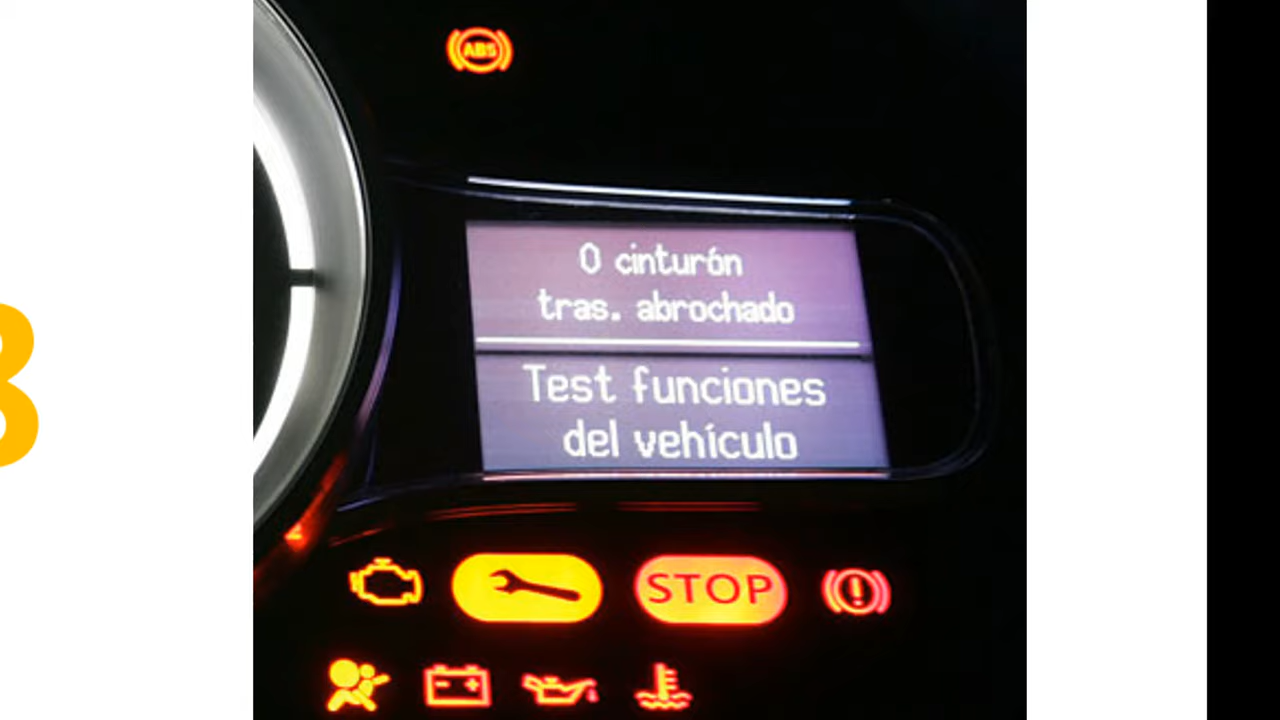 ABS
0 cinturón
tras. abrochado
Test funciones
del vehículo
STOP